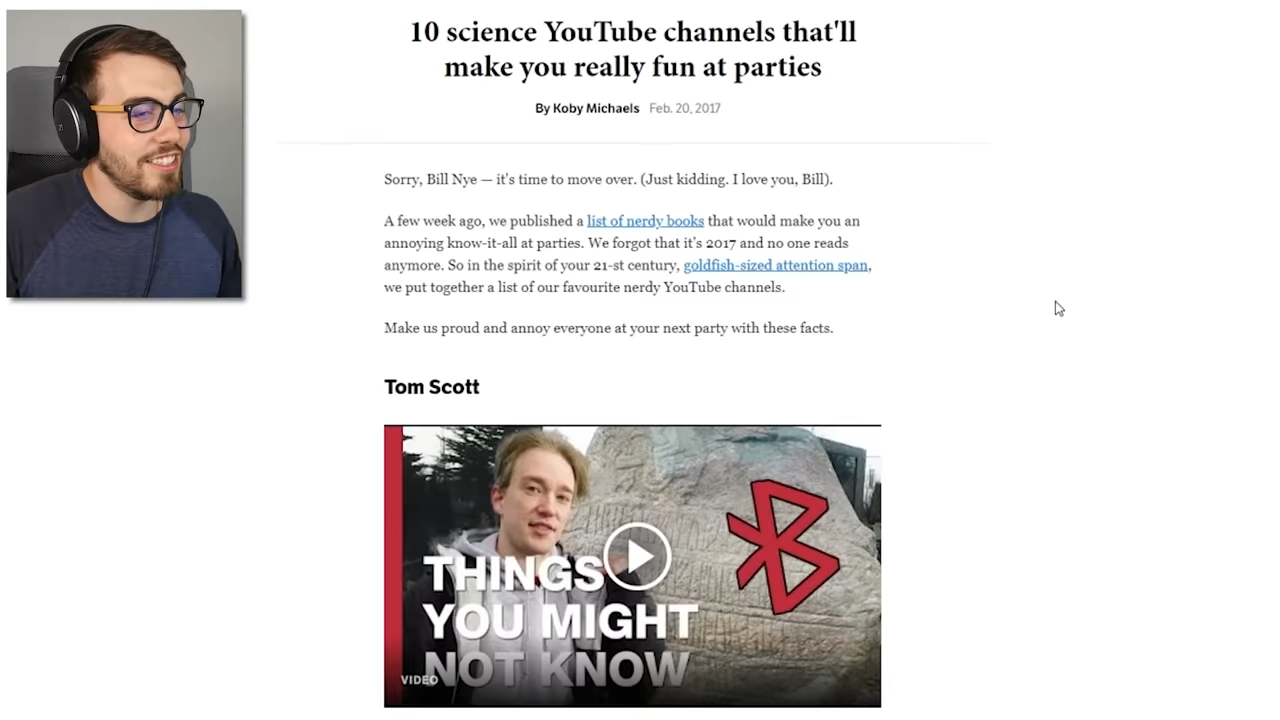 10 science YouTube channels that'll
make you really fun at parties
By Koby Michaels Feb. 20, 2017
Sorry, Bill Nye — it's time to move over. (Just kidding. I love you, Bill).
A few week ago, we published a list of nerdy books that would make you an
annoying know-it-all at parties. We forgot that it's 2017 and no one reads
anymore. So in the spirit of your 21-st century, goldfish-sized attention span,
we put together a list of our favourite nerdy YouTube channels.
Make us proud and annoy everyone at your next party with these facts.
Tom Scott
THINGS
YOU MIGHT
NOT KNOW
VIDEO